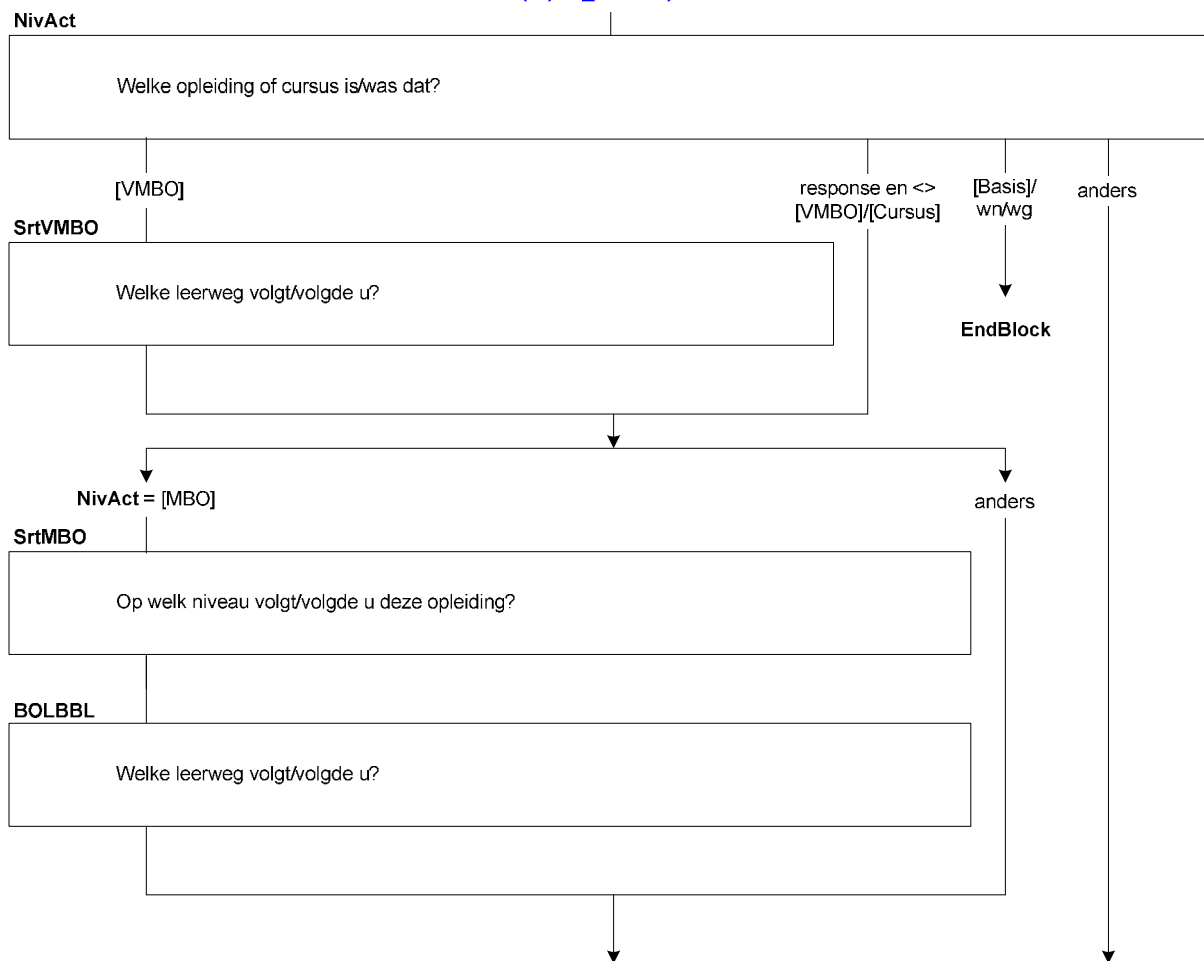 NivAct
Welke opleiding of cursus is/was dat?
[VMBO]
response en <>
[VMBO]/[Cursus]
[Basis]/
wn/wg
anders
SrtVMBO
Welke leerweg volgt/volgde u?
EndBlock
NivAct = [MBO]
anders
SrtMBO
Op welk niveau volgt/volgde u deze opleiding?
BOLBBL
Welke leerweg volgt/volgde u?